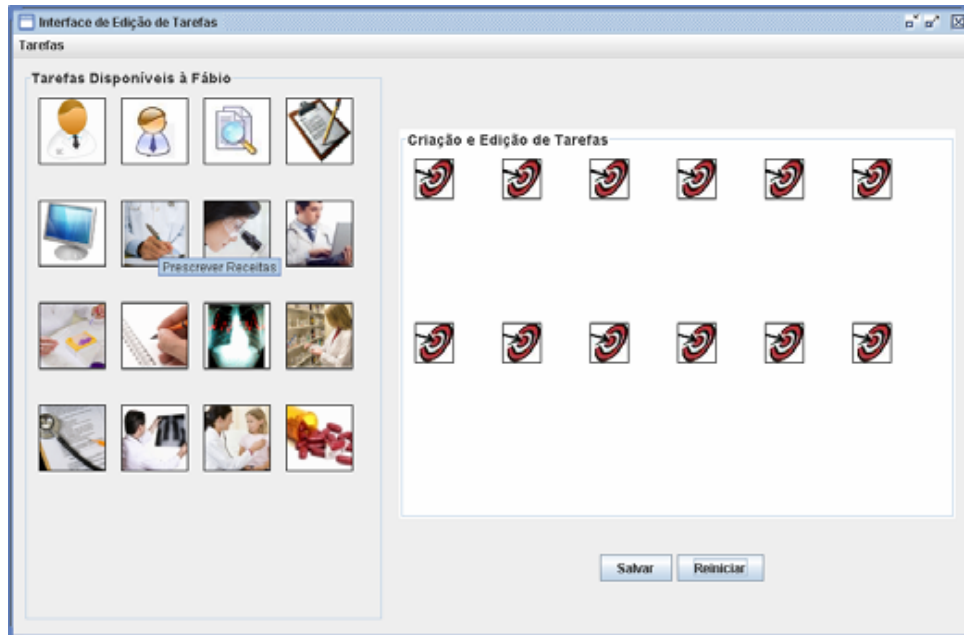 Interface de Edição de Tarefas
Tarefas
Tarefas Disponíveis à Fábio
Criação e Edição de Tarefas
Prescrever Receitas
Salvar
Reiniciar